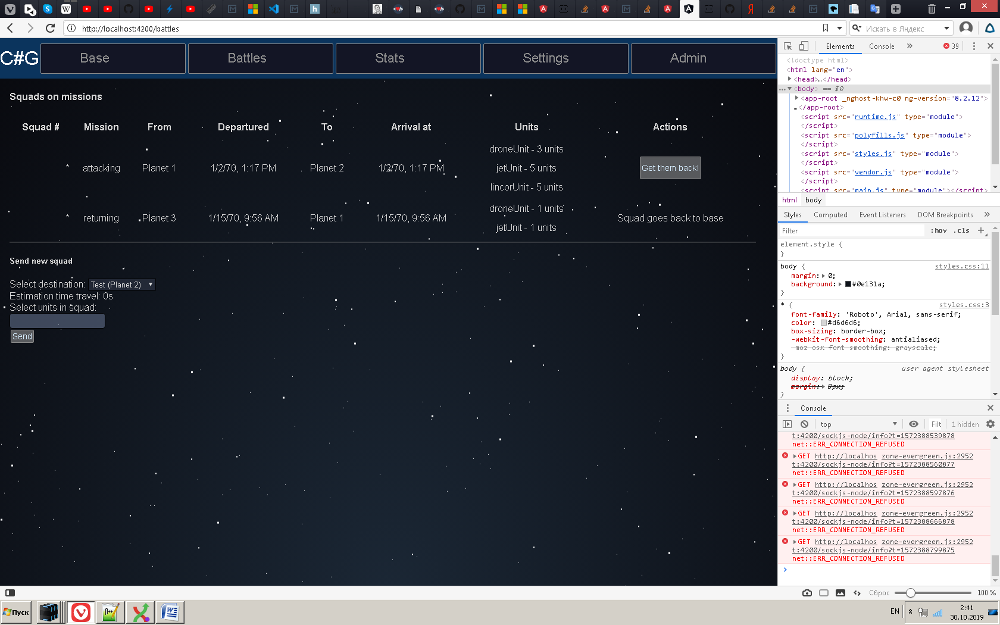 http://localhost:4200/battles
Искать в Яндекс
C#G Base Battles Stats Settings Admin
Squads on missions
Squad # Mission From Departured To Arrival at Units Actions
* attacking Planet 1 1/2/70, 1:17 PM Planet 2 1/2/70, 1:17 PM droneUnit - 3 units
jetUnit - 5 units
lincorUnit - 5 units
Get them back!
* returning Planet 3 1/15/70, 9:56 AM Planet 1 1/15/70, 9:56 AM droneUnit - 1 units
jetUnit - 1 units
Squad goes back to base
Send new squad
Select destination: Test (Planet 2)
Estimation time travel: 0s
Select units in squad:
Send
Elements Console » 39
<!doctype html>
<html lang="en">
<head>…</head>
<body> == $0
<app-root _nghost-khw-c0 ng-version="8.2.12">
…</app-root>
<script src="runtime.js" type="module">
</script>
<script src="polyfills.js" type="module">
</script>
<script src="styles.js" type="module">
</script>
<script src="vendor.js" type="module">
</script>
<script src="main.js" type="module"></script>
html body
Styles Computed Event Listeners DOM Breakpoints »
Filter :hov .cls +
element.style {
}
body { styles.css:11
margin: 0;
background: #0e131a;
}
* { styles.css:3
font-family: 'Roboto', Arial, sans-serif;
color: #d6d6d6;
box-sizing: border-box;
-webkit-font-smoothing: antialiased;
-moz-osx-font-smoothing: grayscale;
}
body { user agent stylesheet
display: block;
margin: 8px;
}
Console
top Filt 1 hidden
t:4200/sockjs-node/info?t=1572388539878
net::ERR_CONNECTION_REFUSED
GET http://localhos zone-evergreen.js:2952
t:4200/sockjs-node/info?t=1572388560877
net::ERR_CONNECTION_REFUSED
GET http://localhos zone-evergreen.js:2952
t:4200/sockjs-node/info?t=1572388597876
net::ERR_CONNECTION_REFUSED
GET http://localhos zone-evergreen.js:2952
t:4200/sockjs-node/info?t=1572388666878
net::ERR_CONNECTION_REFUSED
GET http://localhos zone-evergreen.js:2952
t:4200/sockjs-node/info?t=1572388799875
net::ERR_CONNECTION_REFUSED
Сброс 100 %
Пуск
EN 2:41
30.10.2019